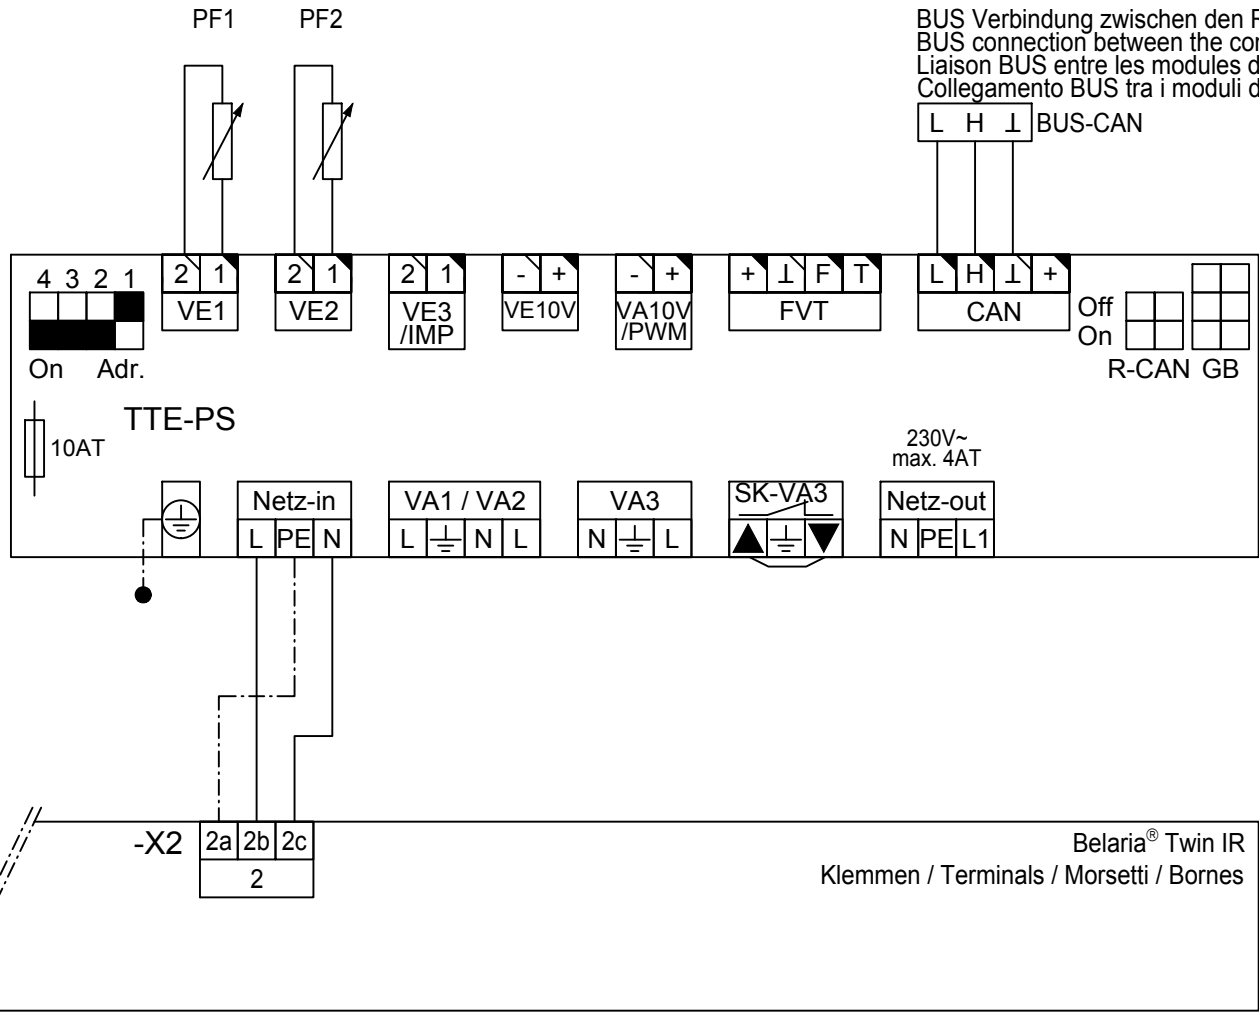 PF1 PF2
BUS Verbindung zwischen den
BUS connection between the
Liaison BUS entre les modules
Collegamento BUS tra i moduli
L H ⊥ BUS-CAN
4 3 2 1
2 1 2 1 2 1 - + - + + ⊥ F T L H ⊥ +
VE1 VE2 VE3 /IMP VE10V VA10V /PWM FVT CAN
Off
On
On Adr.
R-CAN GB
TTE-PS
10AT
230V~
max. 4AT
Netz-in VA1 / VA2 VA3 SK-VA3 Netz-out
L PE N L N L N L N PE L1
-X2 2a 2b 2c
2
Belaria® Twin IR
Klemmen / Terminals / Morsetti / Bornes